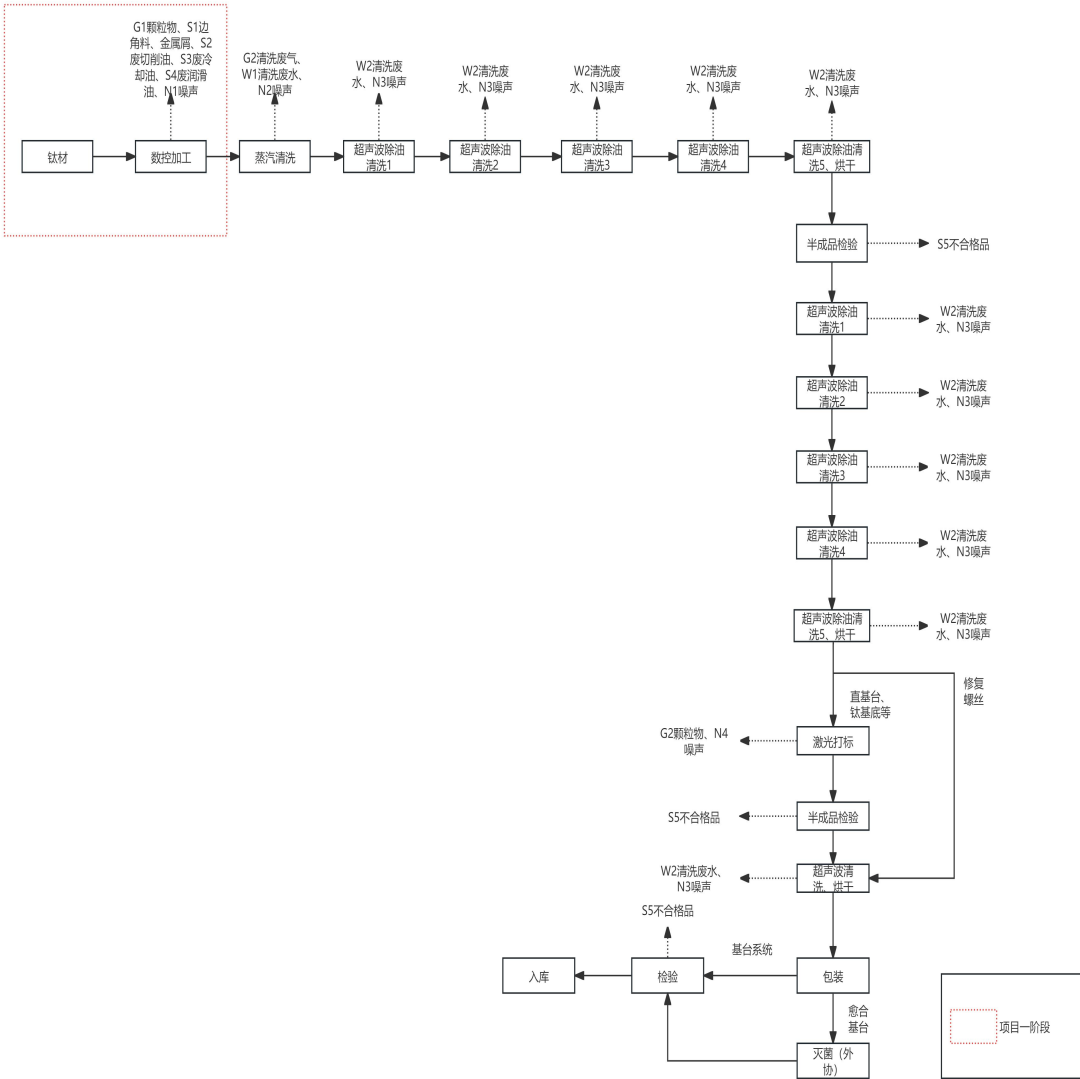 G1颗粒物、S1边
角料、金属屑、S2
废切削油、S3废冷
却油、S4废润滑
油、N1噪声
G2清洗废气、
W1清洗废水、
N2噪声
W2清洗废
水、N3噪声
W2清洗废
水、N3噪声
W2清洗废
水、N3噪声
W2清洗废
水、N3噪声
W2清洗废
水、N3噪声
钛材
数控加工
蒸汽清洗
超声波除油
清洗1
超声波除油
清洗2
超声波除油
清洗3
超声波除油
清洗4
超声波除油清
洗5、烘干
半成品检验
S5不合格品
超声波除油
清洗1
W2清洗废
水、N3噪声
超声波除油
清洗2
W2清洗废
水、N3噪声
超声波除油
清洗3
W2清洗废
水、N3噪声
超声波除油
清洗4
W2清洗废
水、N3噪声
超声波除油清
洗5、烘干
W2清洗废
水、N3噪声
修复
螺丝
直基台、
钛基底等
G2颗粒物、N4
噪声
激光打标
S5不合格品
半成品检验
W2清洗废水、
N3噪声
超声波清
洗、烘干
S5不合格品
基台系统
入库
检验
包装
愈合
基台
灭菌（外
协）
项目一阶段